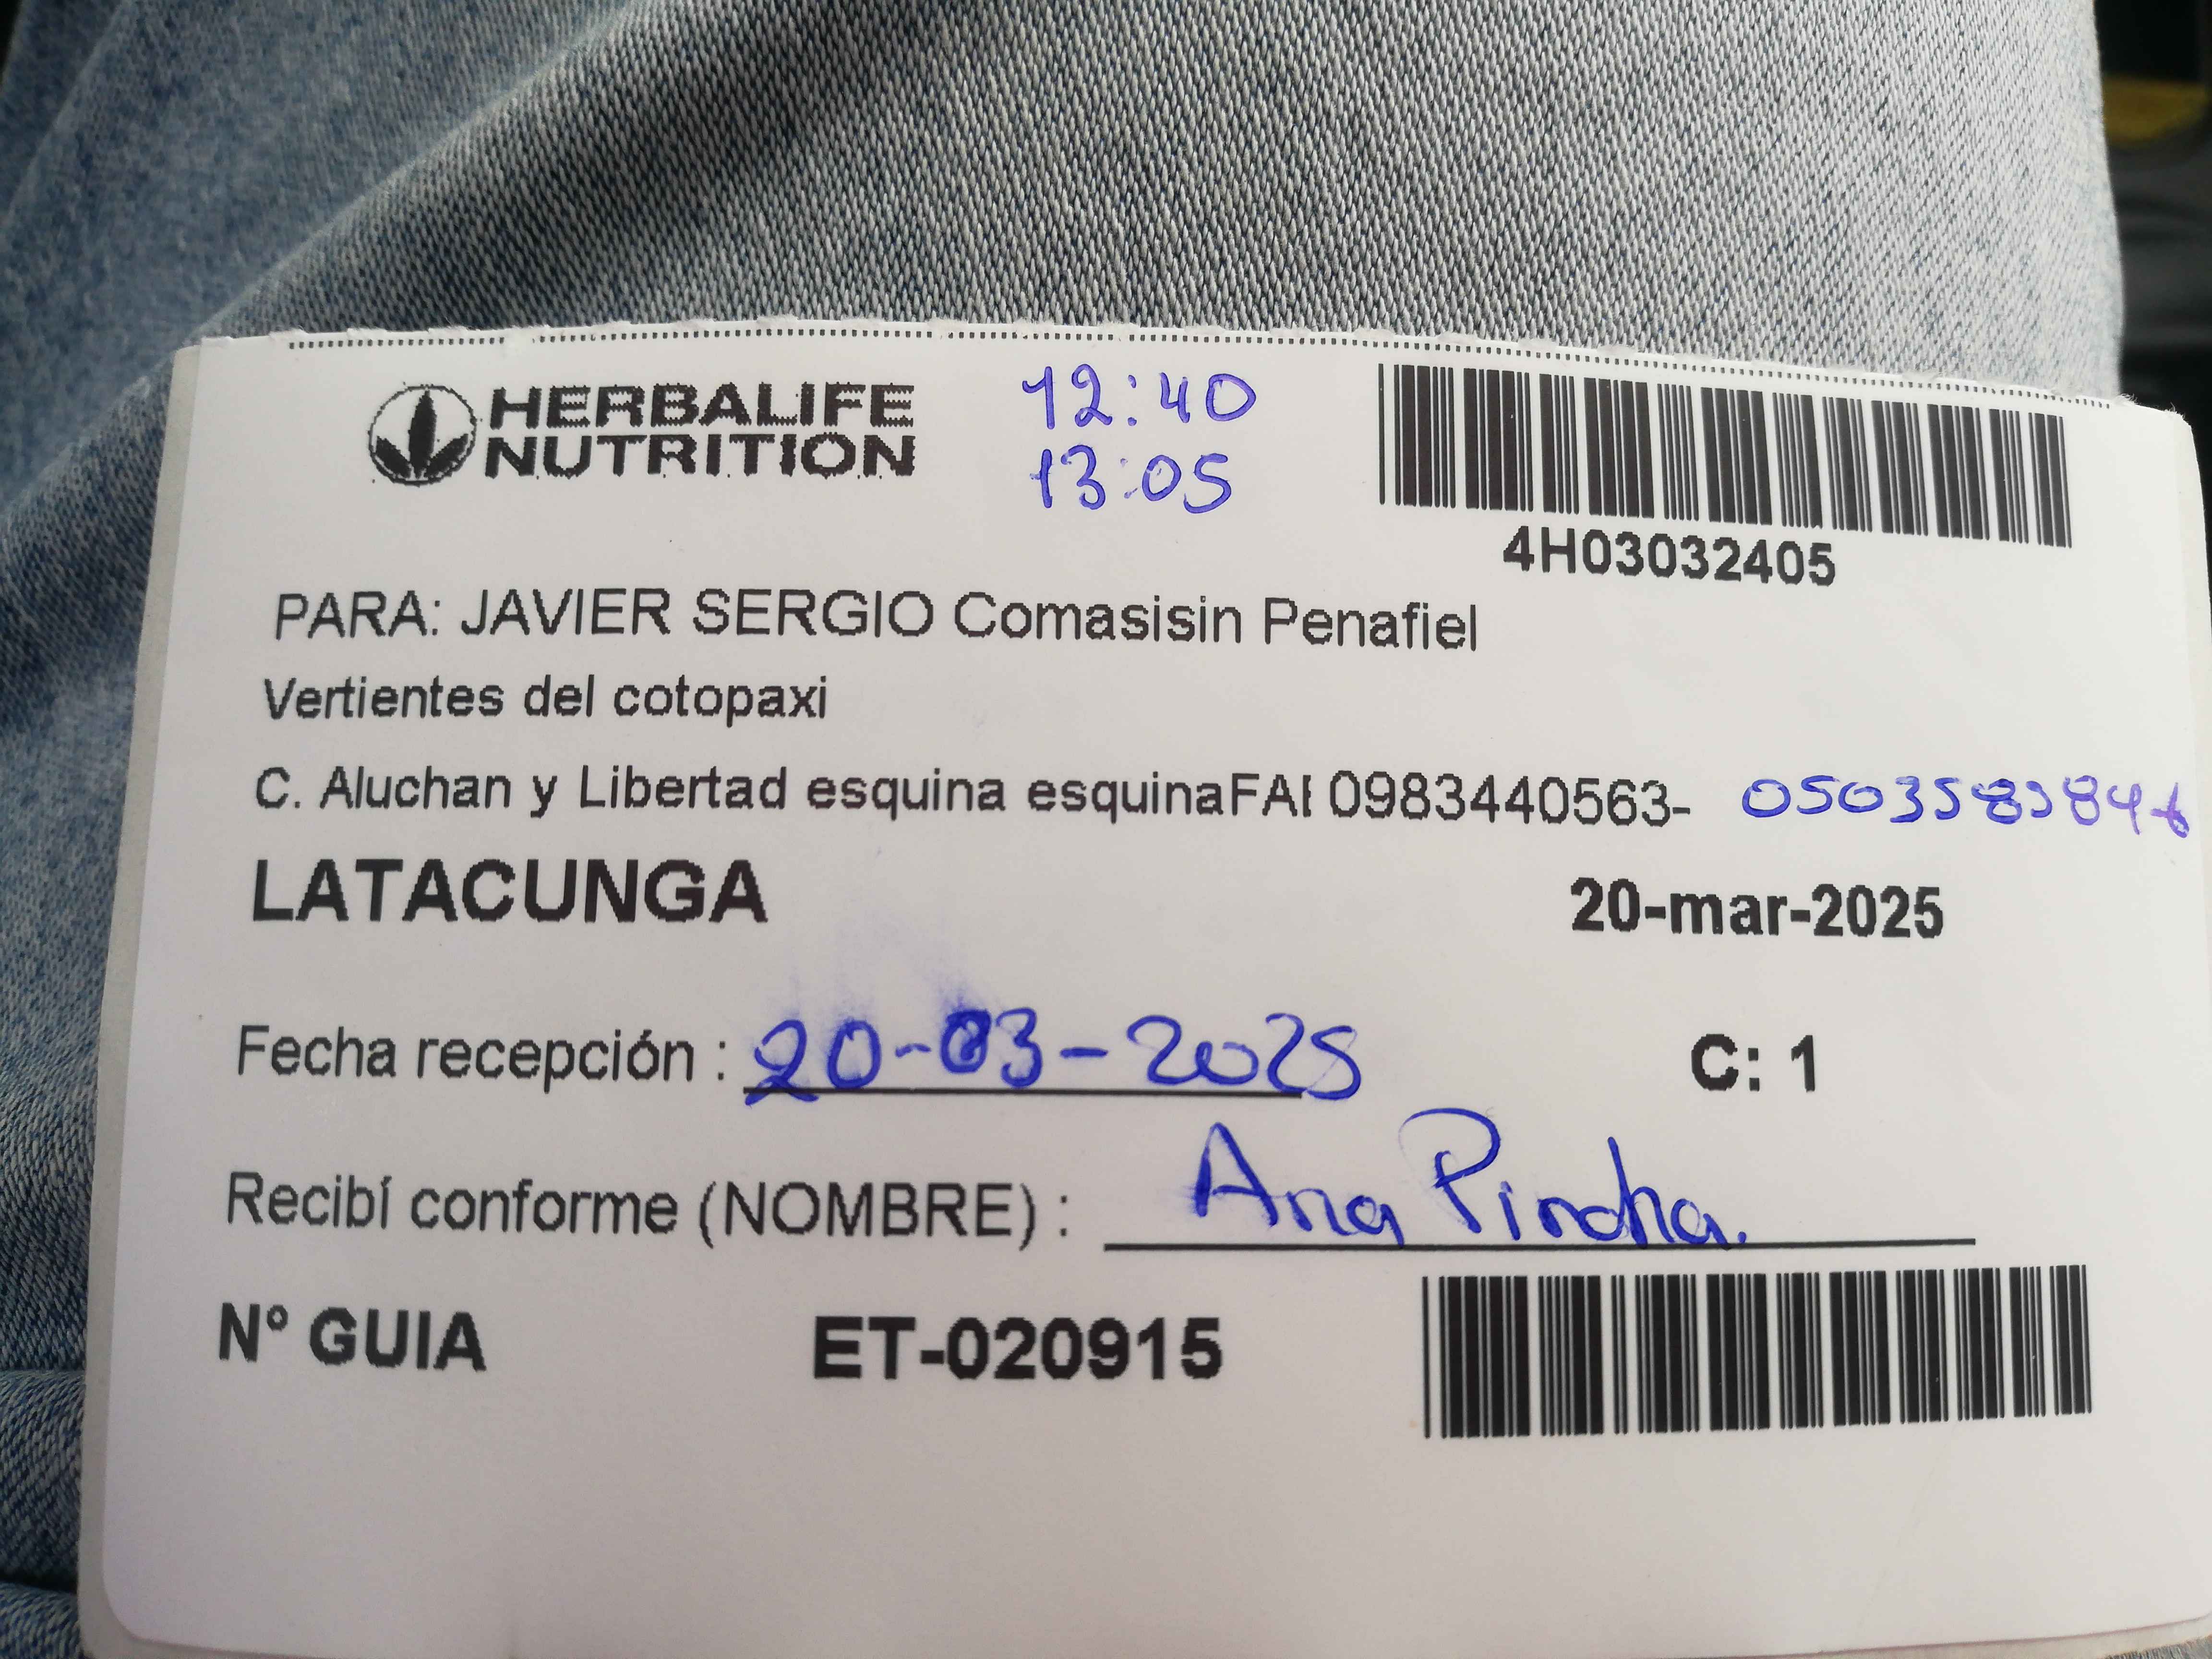 HERBALIFE
NUTRITION
12:40
13:05
4H03032405
PARA: JAVIER SERGIO Comasisin Penafiel
Vertientes del cotopaxi
C. Aluchan y Libertad esquina esquinaFAI 0983440563-
LATACUNGA
20-mar-2025
Fecha recepción : 20-03-2025
C: 1
Recibí conforme (NOMBRE) : Ana Pincha.
N° GUIA ET-020915